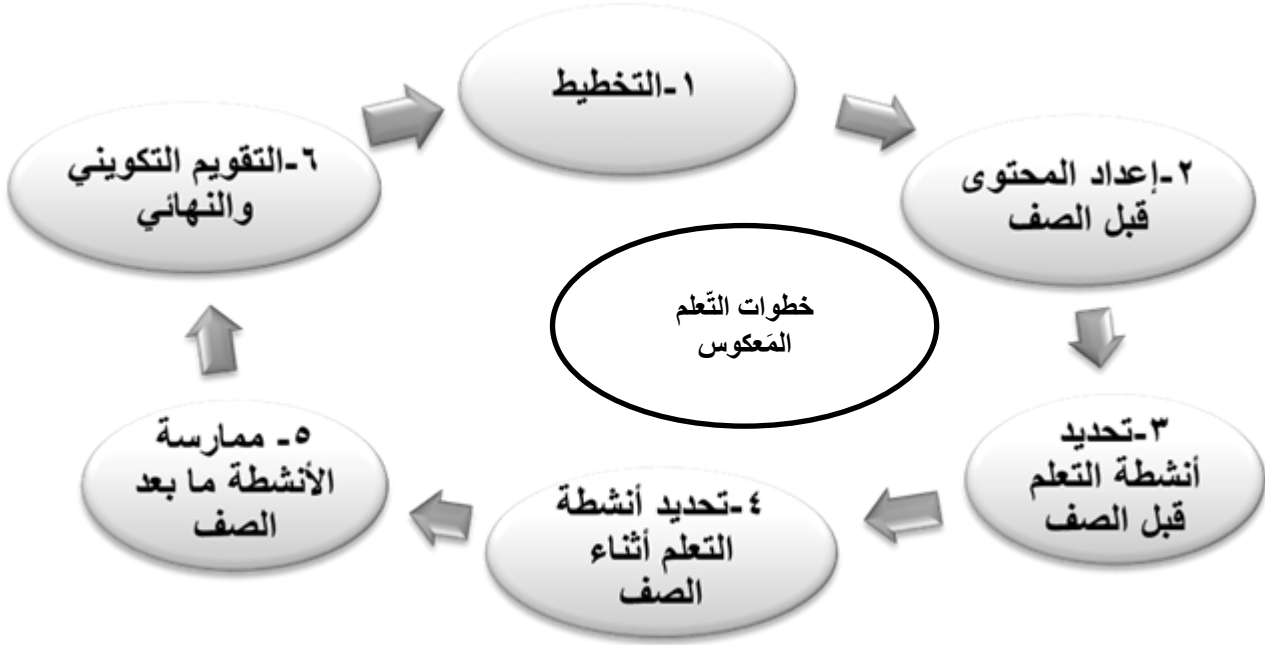 ١-التخطيط
٢-إعداد المحتوى
قبل الصف
٣-تحديد
أنشطة التعلم
قبل الصف
٤-تحديد أنشطة
التعلم أثناء
الصف
٥- ممارسة
الأنشطة ما بعد
الصف
٦-التقويم التكويني
والنهائي
خطوات التّعلم
المَعكوس